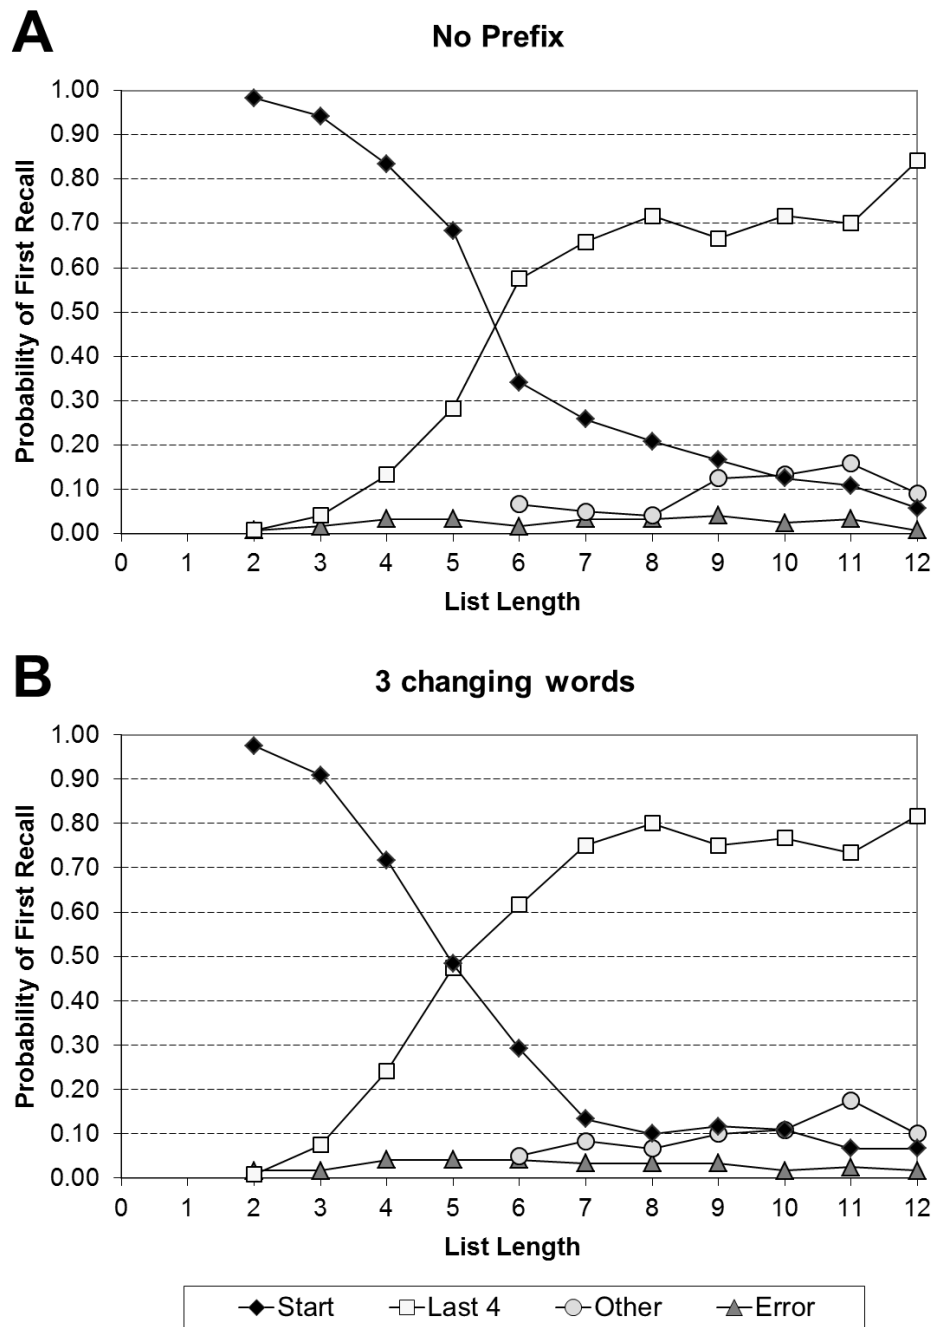 A
No Prefix
Probability of First Recall
1.00
0.90
0.80
0.70
0.60
0.50
0.40
0.30
0.20
0.10
0.00
0 1 2 3 4 5 6 7 8 9 10 11 12
List Length
B
3 changing words
Probability of First Recall
1.00
0.90
0.80
0.70
0.60
0.50
0.40
0.30
0.20
0.10
0.00
0 1 2 3 4 5 6 7 8 9 10 11 12
List Length
Start Last 4 Other Error